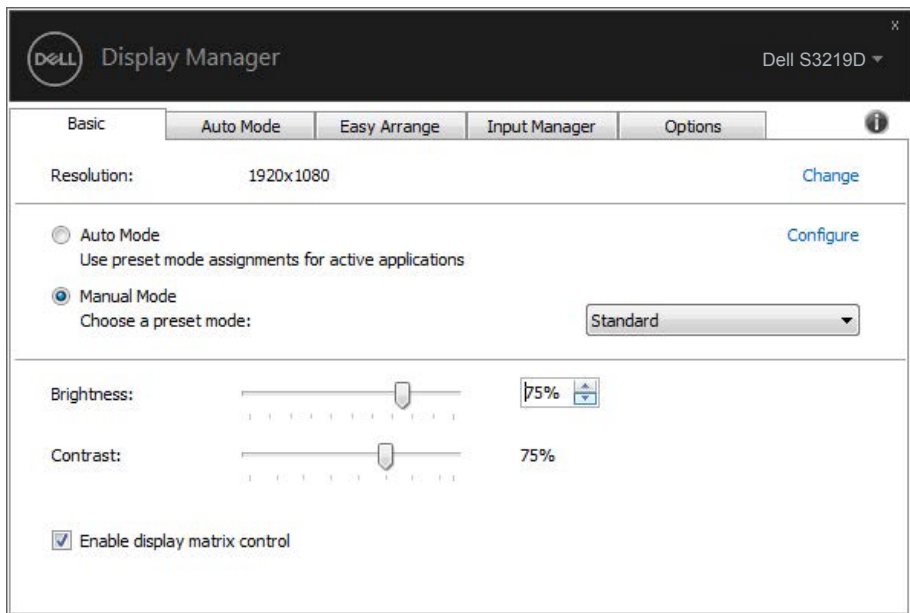 DELL Display Manager
x
Dell S3219D
Basic Auto Mode Easy Arrange Input Manager Options i
Resolution: 1920x1080 Change
Auto Mode Configure
Use preset mode assignments for active applications
Manual Mode
Choose a preset mode: Standard
Brightness: 75%
Contrast: 75%
Enable display matrix control